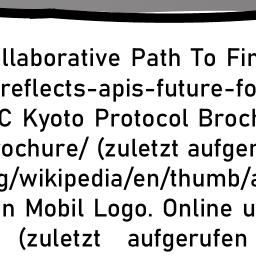 llaborative Path To Fin
reflects-apis-future-fo
C Kyoto Protocol Broch
ochure/ (zuletzt aufger
g/wikipedia/en/thumb/a
n Mobil Logo. Online u
(zuletzt aufgerufen